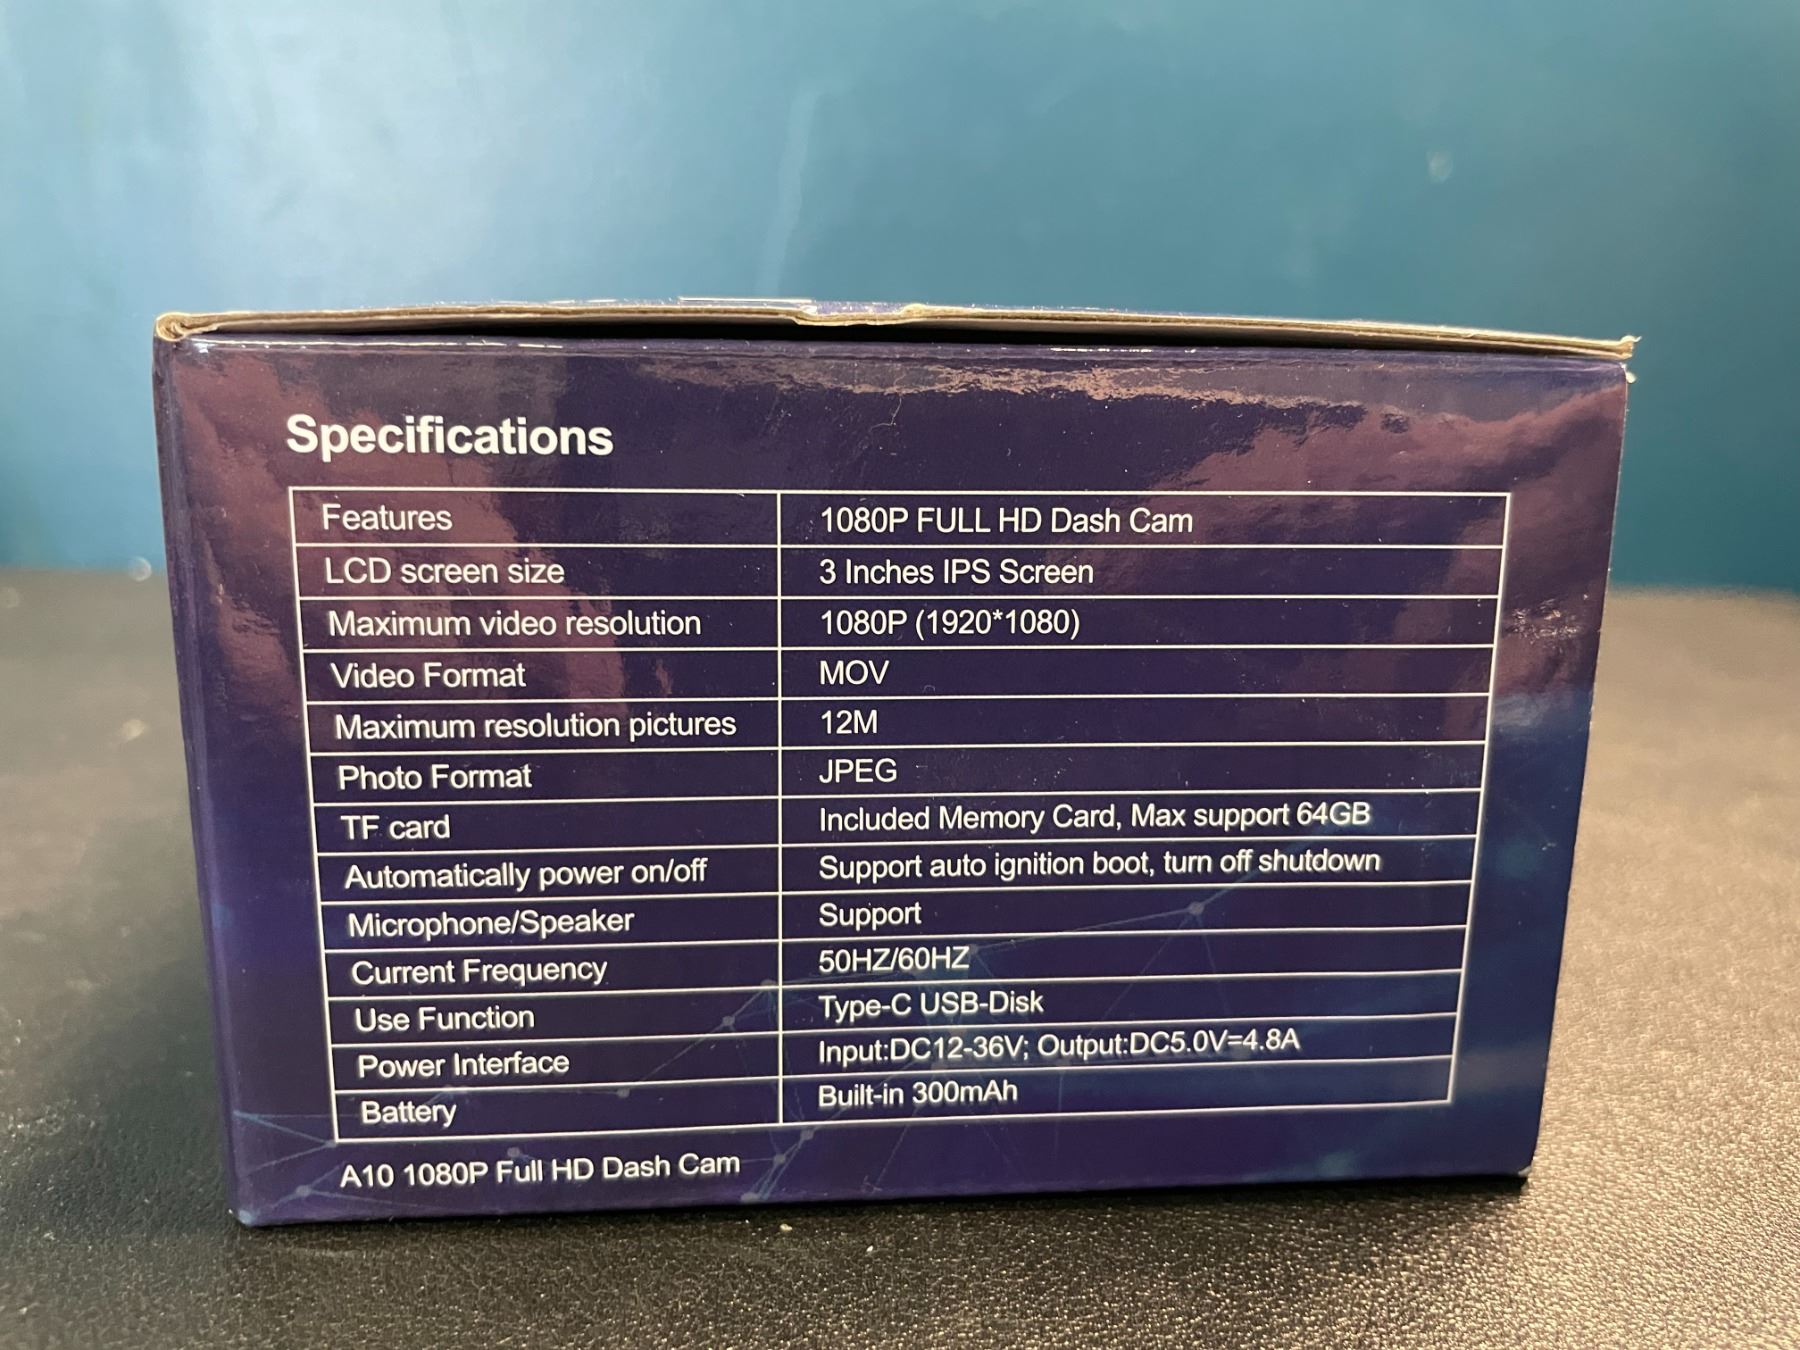 Specifications
Features 1080P FULL HD Dash Cam
LCD screen size 3 Inches IPS Screen
Maximum video resolution 1080P (1920*1080)
Video Format MOV
Maximum resolution pictures 12M
Photo Format JPEG
TF card Included Memory Card, Max support 64GB
Automatically power on/off Support auto ignition boot, turn off shutdown
Microphone/Speaker Support
Current Frequency 50HZ/60HZ
Use Function Type-C USB-Disk
Power Interface Input:DC12-36V; Output:DC5.0V=4.8A
Battery Built-in 300mAh
A10 1080P Full HD Dash Cam